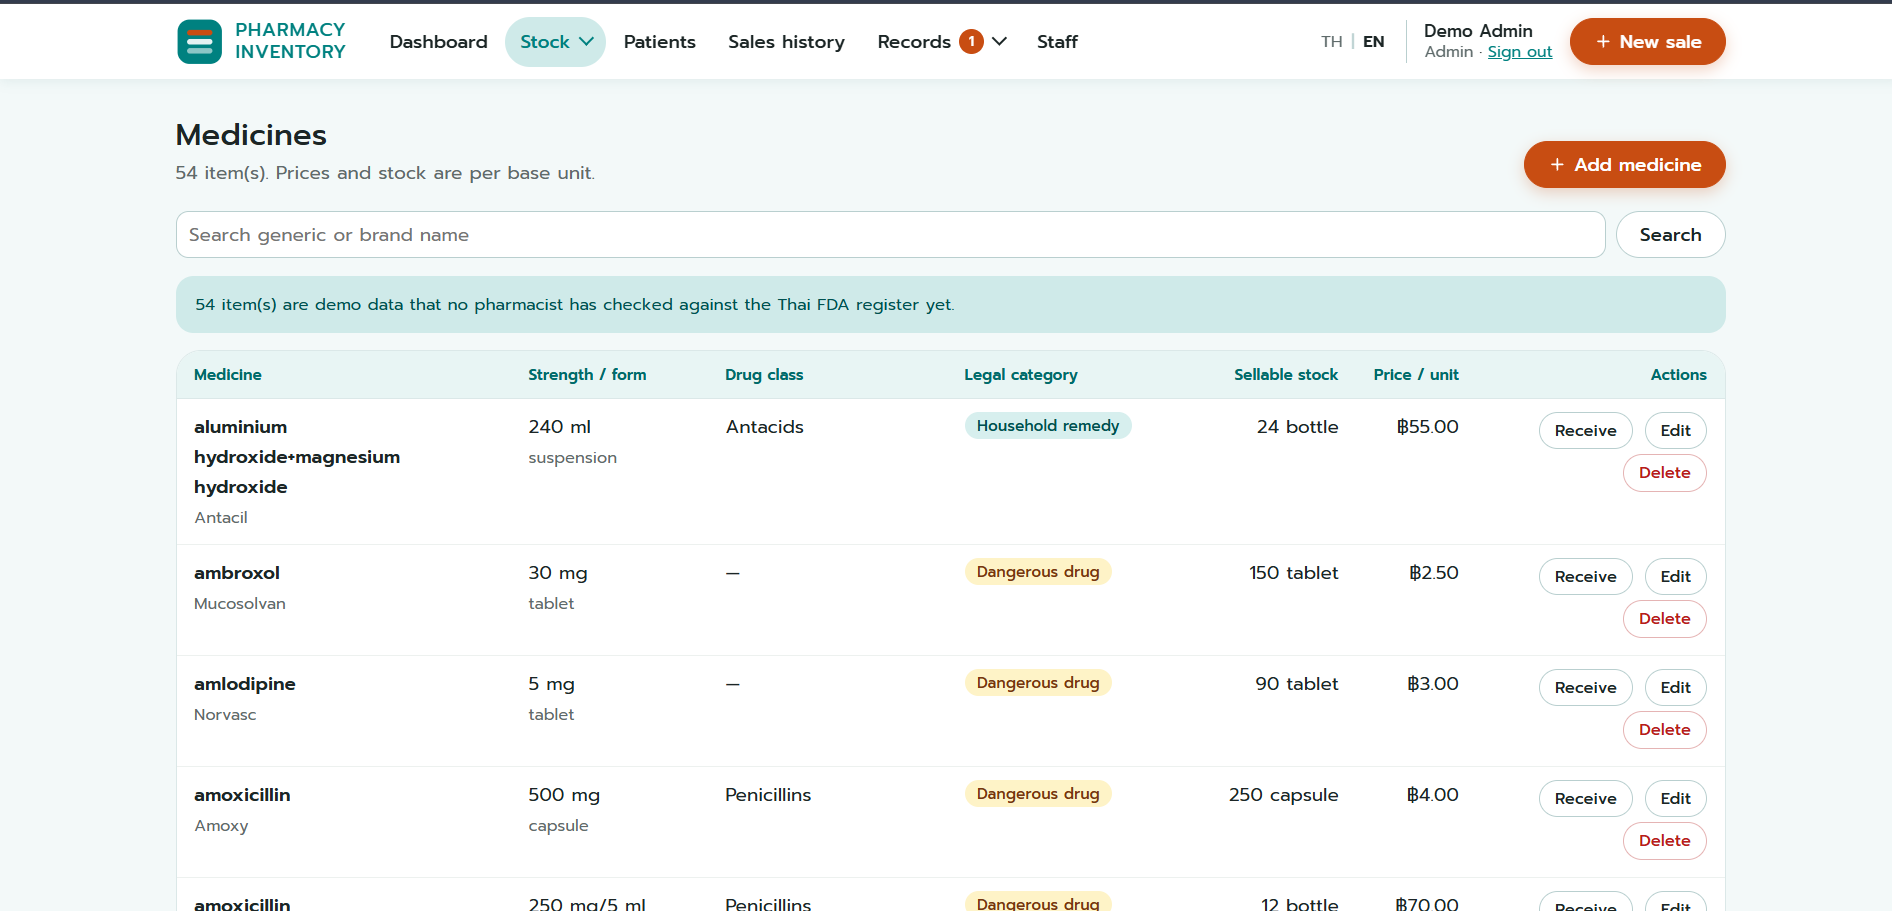 PHARMACY
INVENTORY
Dashboard
Stock
Patients
Sales history
Records 1
Staff
TH | EN
Demo Admin
Admin · Sign out
+ New sale
Medicines
54 item(s). Prices and stock are per base unit.
+ Add medicine
Search generic or brand name
Search
54 item(s) are demo data that no pharmacist has checked against the Thai FDA register yet.
Medicine Strength / form Drug class Legal category Sellable stock Price / unit Actions
aluminium 240 ml Antacids Household remedy 24 bottle ฿55.00 Receive Edit
hydroxide+magnesium suspension
hydroxide Delete
Antacil
ambroxol 30 mg — Dangerous drug 150 tablet ฿2.50 Receive Edit
Mucosolvan tablet Delete
amlodipine 5 mg — Dangerous drug 90 tablet ฿3.00 Receive Edit
Norvasc tablet Delete
amoxicillin 500 mg Penicillins Dangerous drug 250 capsule ฿4.00 Receive Edit
Amoxy capsule Delete
amoxicillin 250 mg/5 ml Penicillins Dangerous drug 12 bottle ฿70.00 Receive Edit